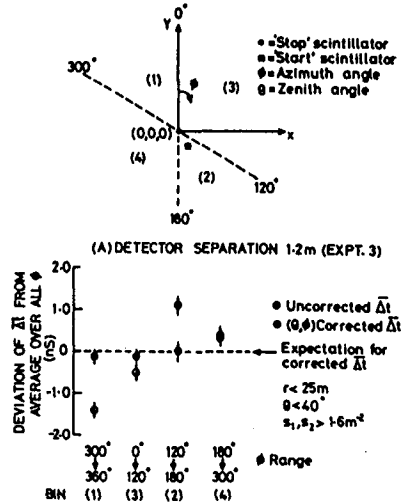 Y
0°
• ='Stop' scintillator
■ ='Start' scintillator
ϕ = Azimuth angle
θ = Zenith angle
300°
(1)
ϕ
(3)
(0,0,0)
x
(4)
(2)
120°
180°
(A) DETECTOR SEPARATION 1·2m (EXPT. 3)
DEVIATION OF Δt FROM
AVERAGE OVER ALL ϕ
(nS)
2·0
1·0
0·0
-1·0
-2·0
Uncorrected Δt
(θ,ϕ)Corrected Δt
Expectation for
corrected Δt
r < 25m
θ < 40°
s₁,s₂ > 1·6m⁻²
300° 0° 120° 180°
ϕ Range
360° 120° 180° 300°
BIN (1) (3) (2) (4)